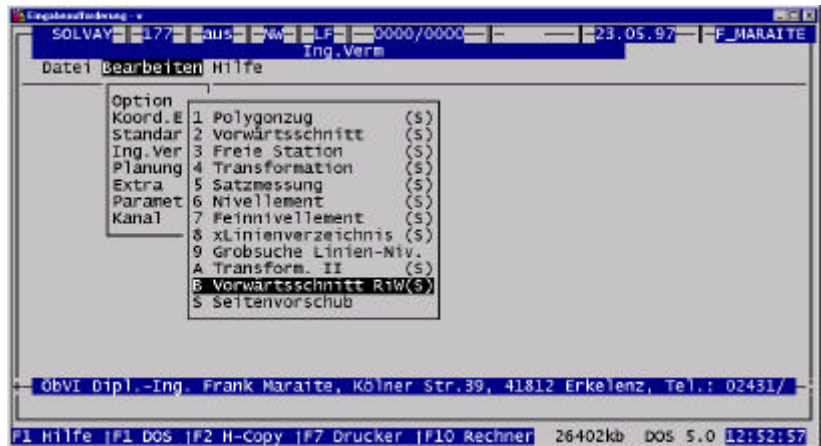 Eingabeaufforderung - v
SOLVAY 177 aus NW LF 0000/0000 - 23.05.97 F_MARAITE
Ing.Verm
Datei Bearbeiten Hilfe
Option
Koord.E
Standar
Ing.Ver
Planung
Extra
Paramet
Kanal
1 Polygonzug (S)
2 Vorwärtsschnitt (S)
3 Freie Station (S)
4 Transformation (S)
5 Satzmessung (S)
6 Nivellement (S)
7 Feinnivellement (S)
8 xLinienverzeichnis (S)
9 Grobsuche Linien-Niv.
A Transform. II (S)
B Vorwärtsschnitt RiW(S)
S Seitenvorschub
ÖbVI Dipl.-Ing. Frank Maraite, Kölner Str.39, 41812 Erkelenz, Tel.: 02431/
F1 Hilfe ↑F1 DOS ↑F2 H-Copy ↑F7 Drucker ↑F10 Rechner 26402kb DOS 5.0 12:52:57